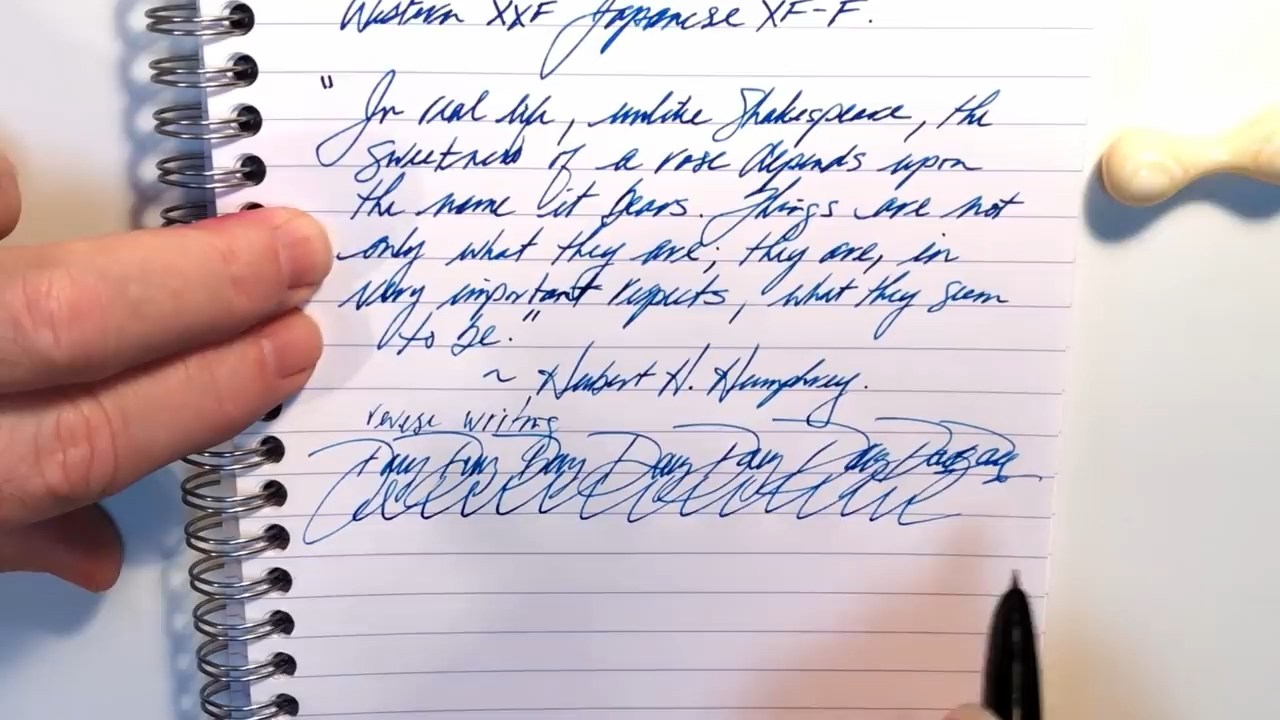 Western XXF Japanese XF-F.
"In real life, unlike Shakespeare, the
sweetness of a rose depends upon
the name it bears. Things are not
only what they are; they are, in
very important respects, what they seem
to be."
~ Hubert H. Humphrey.
reverse writing